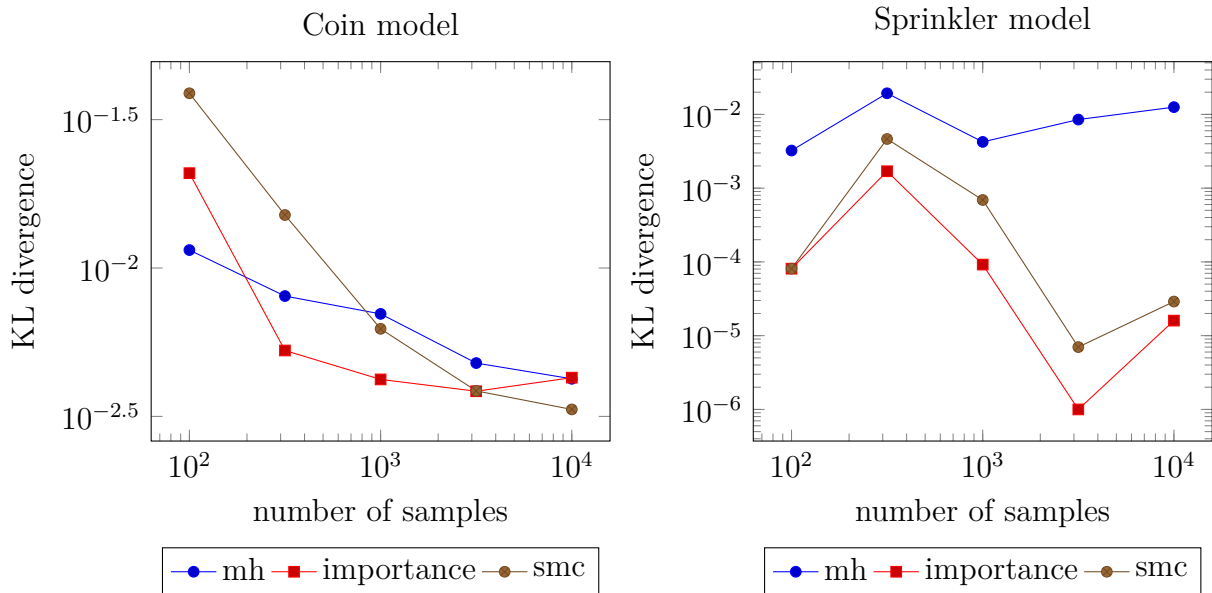 Coin model
KL divergence
10^{-1.5}
10^{-2}
10^{-2.5}
10^2
10^3
10^4
number of samples
mh importance smc
Sprinkler model
KL divergence
10^{-2}
10^{-3}
10^{-4}
10^{-5}
10^{-6}
10^2
10^3
10^4
number of samples
mh importance smc